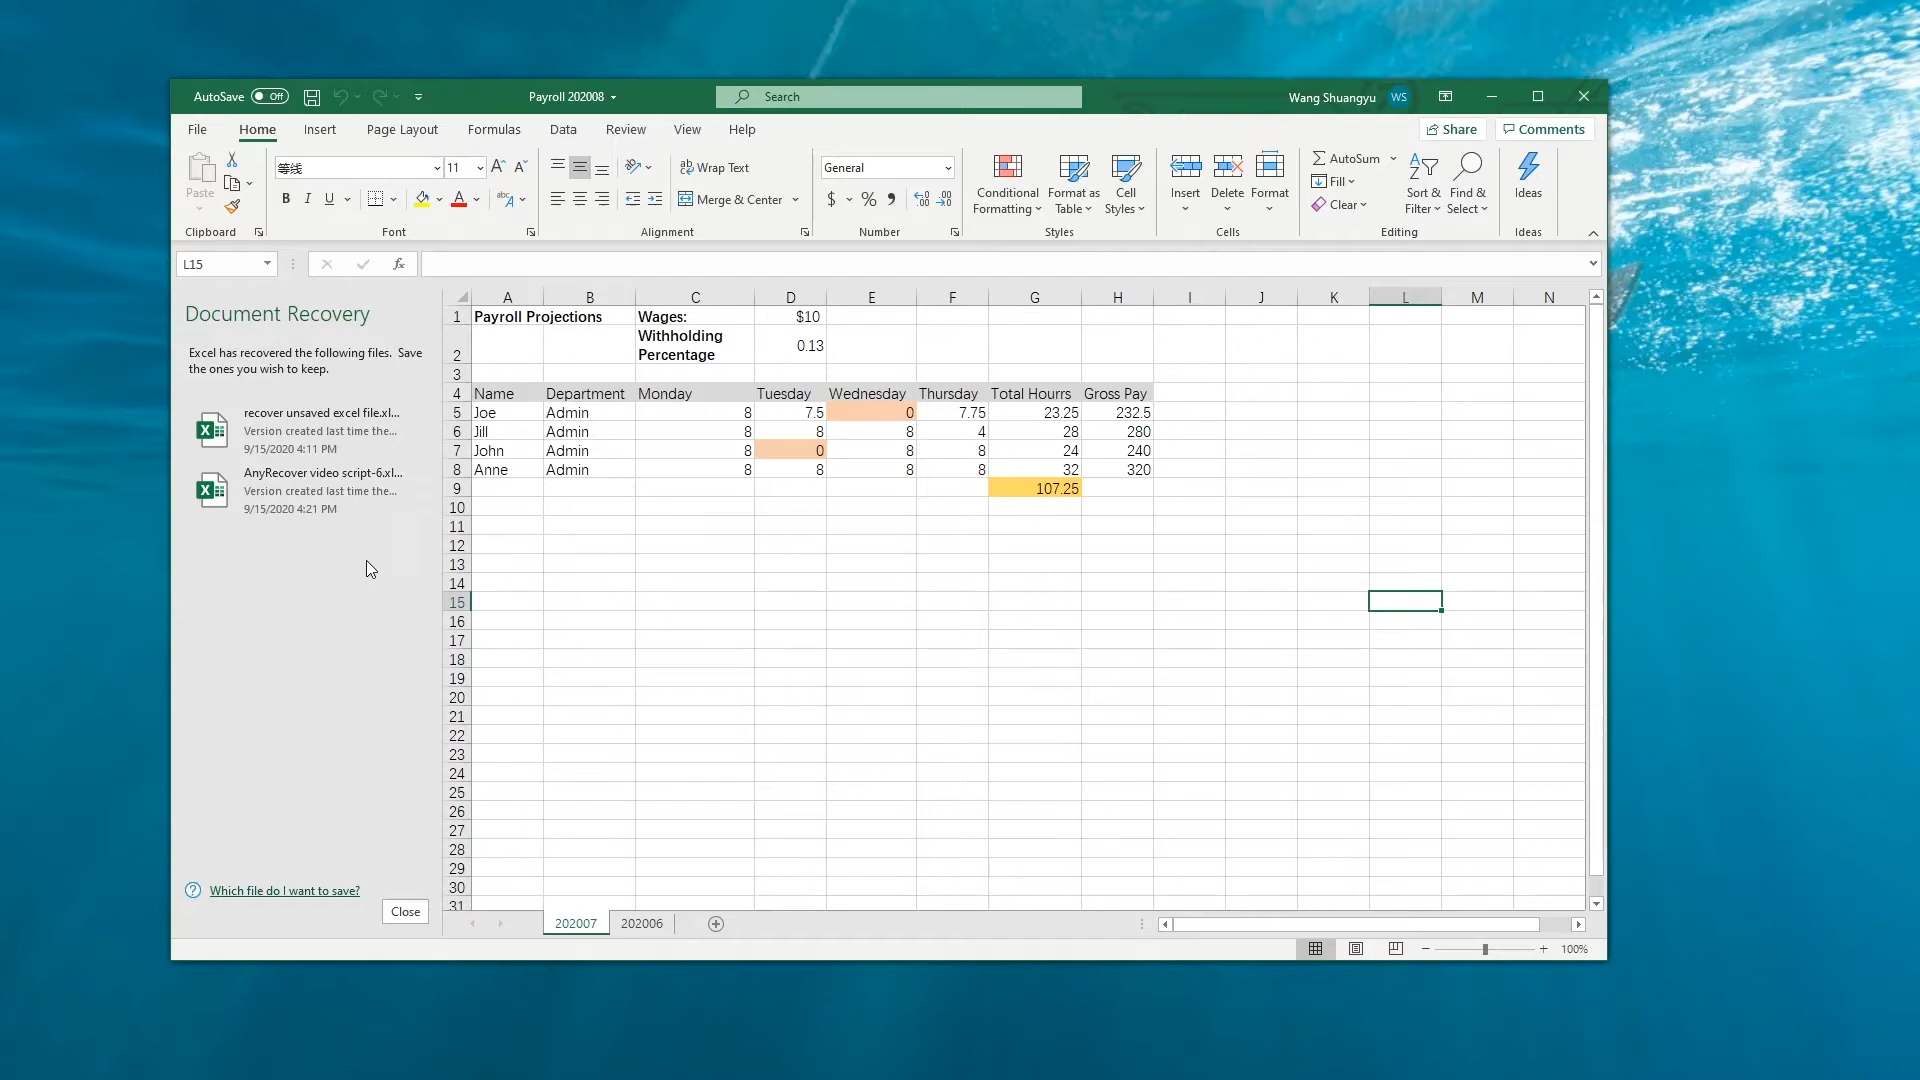 AutoSave Off
Payroll 202008
Search
Wang Shuangyu WS
File Home Insert Page Layout Formulas Data Review View Help
Share Comments
Paste
等线 11
B I U A
ab Wrap Text
Merge & Center
General
$ % 9
Conditional Formatting
Format as Table
Cell Styles
Insert Delete Format
AutoSum
Fill
Clear
Sort & Filter
Find & Select
Ideas
Clipboard Font Alignment Number Styles Cells Editing Ideas
L15 fx
Document Recovery
Excel has recovered the following files. Save
the ones you wish to keep.
recover unsaved excel file.xl...
Version created last time the...
9/15/2020 4:11 PM
AnyRecover video script-6.xl...
Version created last time the...
9/15/2020 4:21 PM
Which file do I want to save?
Close
A B C D E F G H I J K L M N
1 Payroll Projections Wages: $10
2 Withholding Percentage 0.13
3
4 Name Department Monday Tuesday Wednesday Thursday Total Hourrs Gross Pay
5 Joe Admin 8 7.5 0 7.75 23.25 232.5
6 Jill Admin 8 8 8 4 28 280
7 John Admin 8 0 8 8 24 240
8 Anne Admin 8 8 8 8 32 320
9 107.25
10
11
12
13
14
15
16
17
18
19
20
21
22
23
24
25
26
27
28
29
30
31
202007 202006
100%